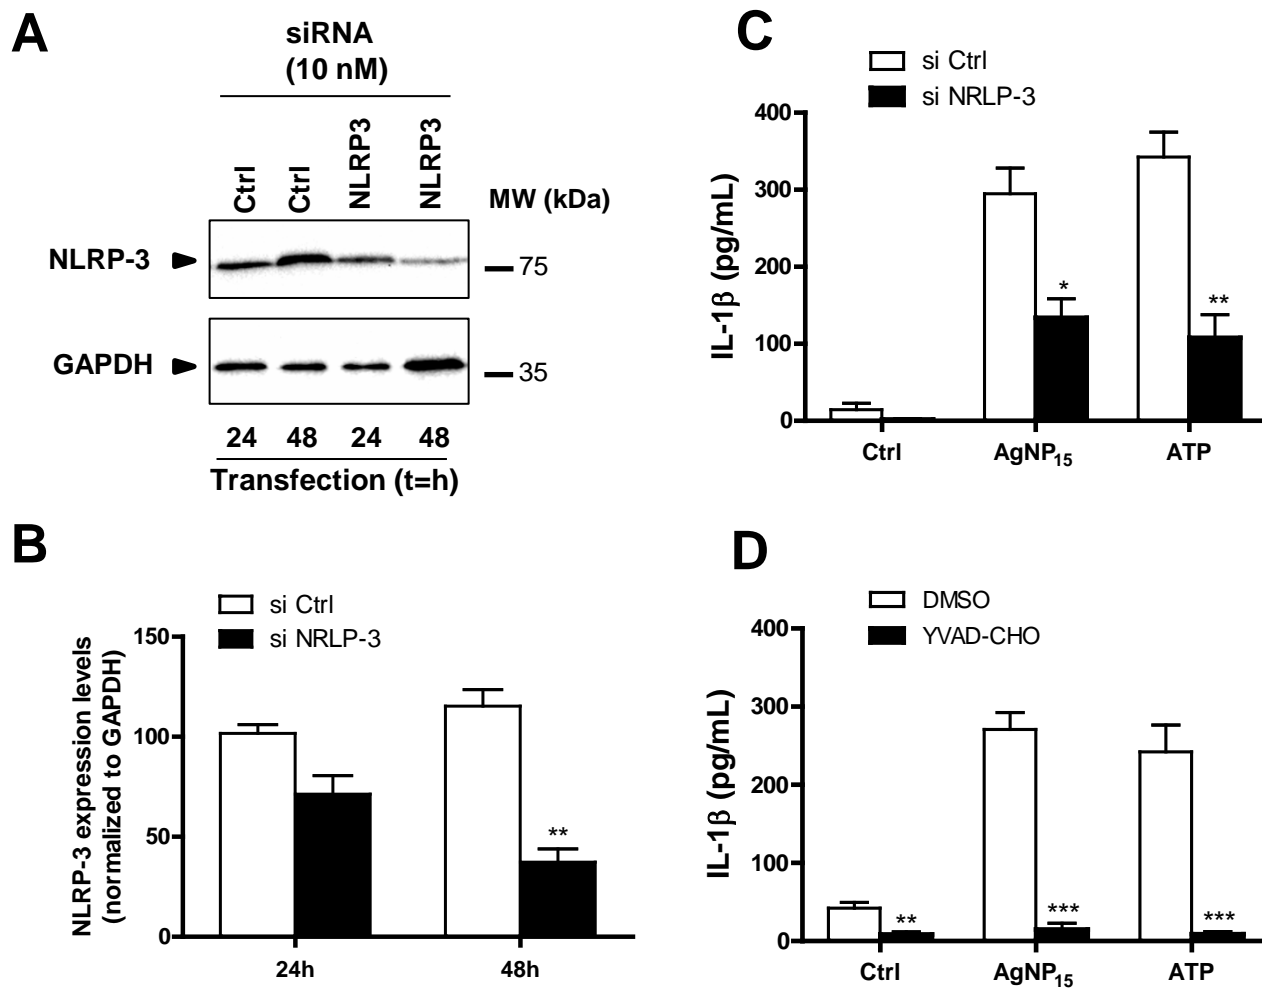 A
siRNA
(10 nM)
Ctrl
Ctrl
NLRP3
NLRP3
MW (kDa)
NLRP-3
75
GAPDH
35
24 48 24 48
Transfection (t=h)
B
si Ctrl
si NRLP-3
NLRP-3 expression levels
(normalized to GAPDH)
150
100
50
0
**
24h 48h
C
si Ctrl
si NRLP-3
IL-1β (pg/mL)
400
300
200
100
0
*
**
Ctrl AgNP15 ATP
D
DMSO
YVAD-CHO
IL-1β (pg/mL)
400
300
200
100
0
**
***
***
Ctrl AgNP15 ATP